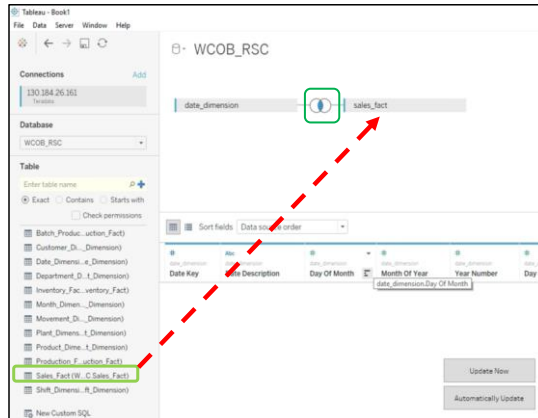 Tableau - Book1
File Data Server Window Help
WCOB_RSC
Connections Add
130.184.26.161
Teradata
date_dimension sales_fact
Database
WCOB_RSC
Table
Enter table name
Exact Contains Starts with
Check permissions
Sort fields Data source order
Batch_Produc...uction_Fact)
Customer_Di..._Dimension)
Date_Dimensi...e_Dimension)
Department_D...t_Dimension)
Inventory_Fac...ventory_Fact)
Month_Dimen..._Dimension)
Movement_Di..._Dimension)
Plant_Dimens...t_Dimension)
Product_Dime...t_Dimension)
Production_F...uction_Fact)
Sales_Fact (W...C.Sales_Fact)
Shift_Dimensi...ft_Dimension)
New Custom SQL
# Abc # # # #
date_dimension date_dimension date_dimension date_dimension date_dimension
Date Key Date Description Day Of Month Month Of Year Year Number Day
date_dimension.Day Of Month
Update Now
Automatically Update